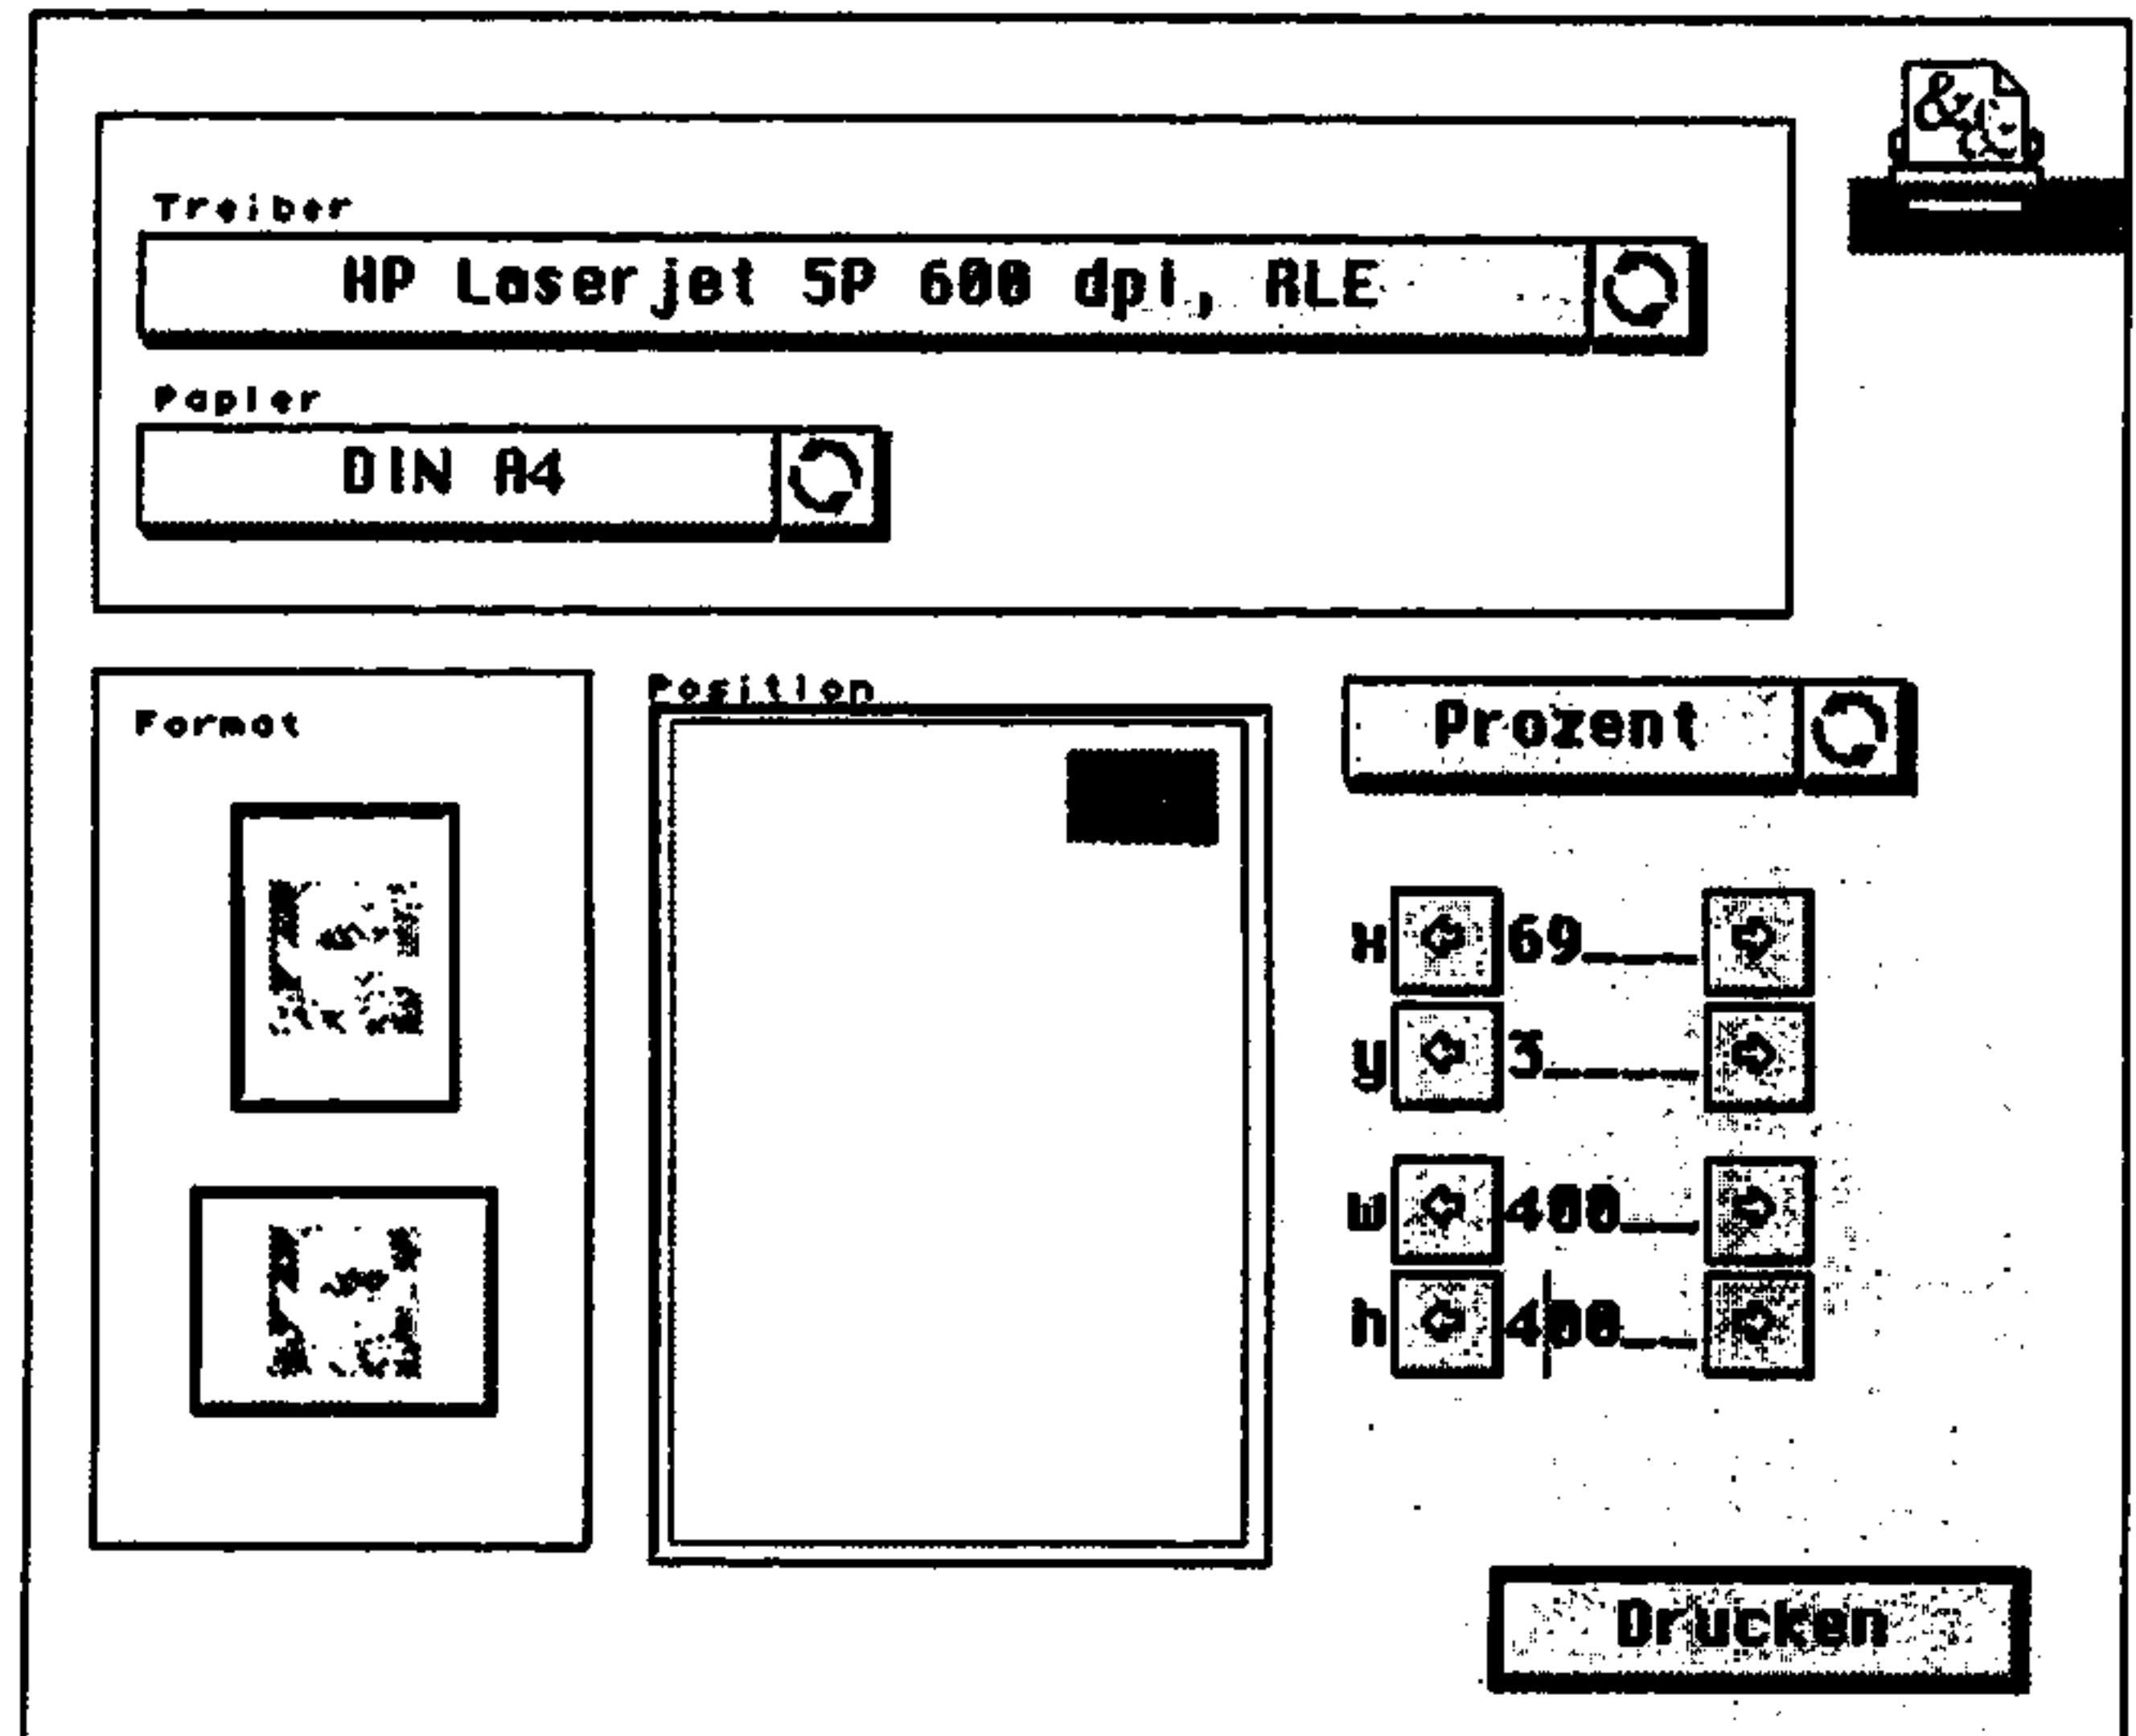 Treiber
HP Laserjet 5P 600 dpi, RLE
Papier
DIN A4
Format
Position
Prozent
x 69
y 3
w 400
h 400
Drucken